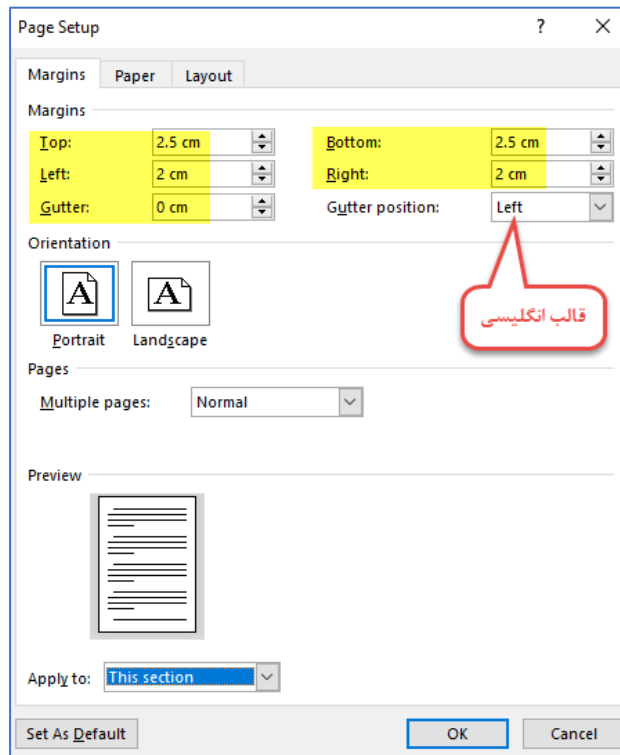 Page Setup ? ×
Margins Paper Layout
Margins
Top: 2.5 cm Bottom: 2.5 cm
Left: 2 cm Right: 2 cm
Gutter: 0 cm Gutter position: Left
قالب انگلیسی
Orientation
A A
Portrait Landscape
Pages
Multiple pages: Normal
Preview
Apply to: This section
Set As Default OK Cancel